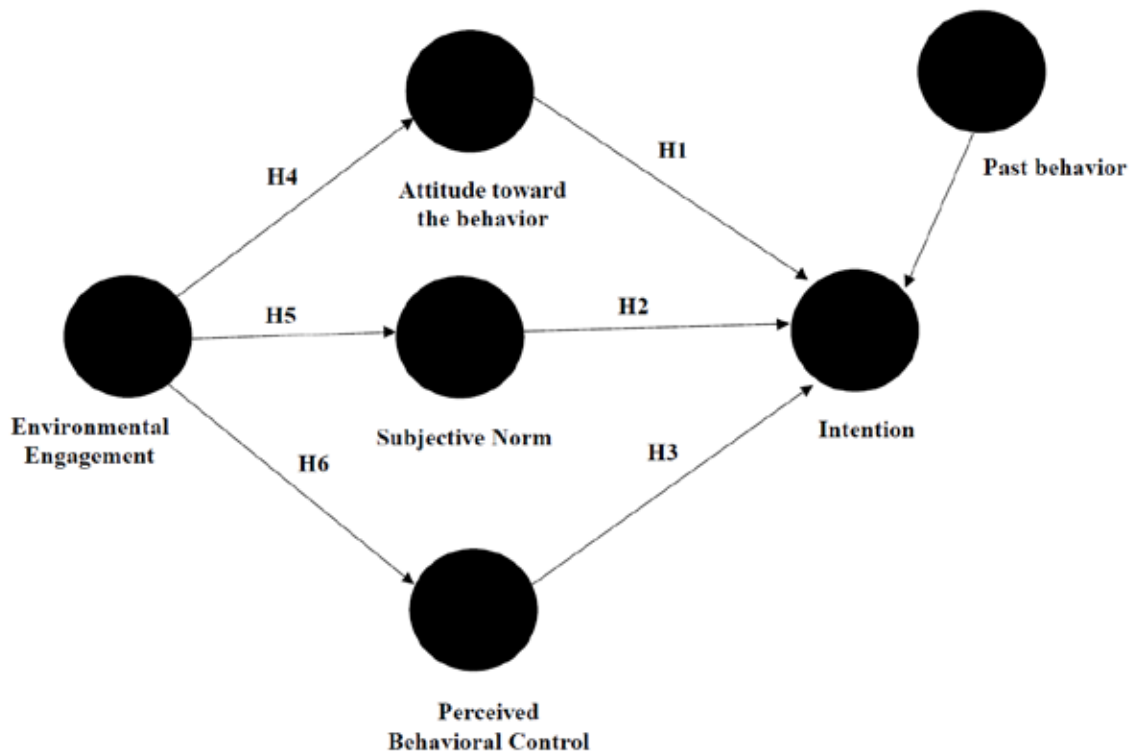 H1
Past behavior
H4
Attitude toward
the behavior
H5
H2
Environmental
Engagement
Subjective Norm
Intention
H6
H3
Perceived
Behavioral Control